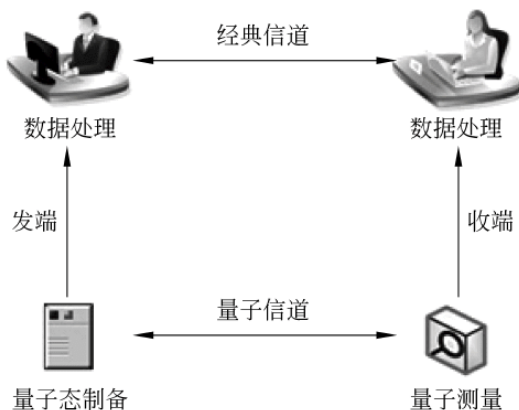 经典信道
数据处理
数据处理
发端
收端
量子信道
量子态制备
量子测量